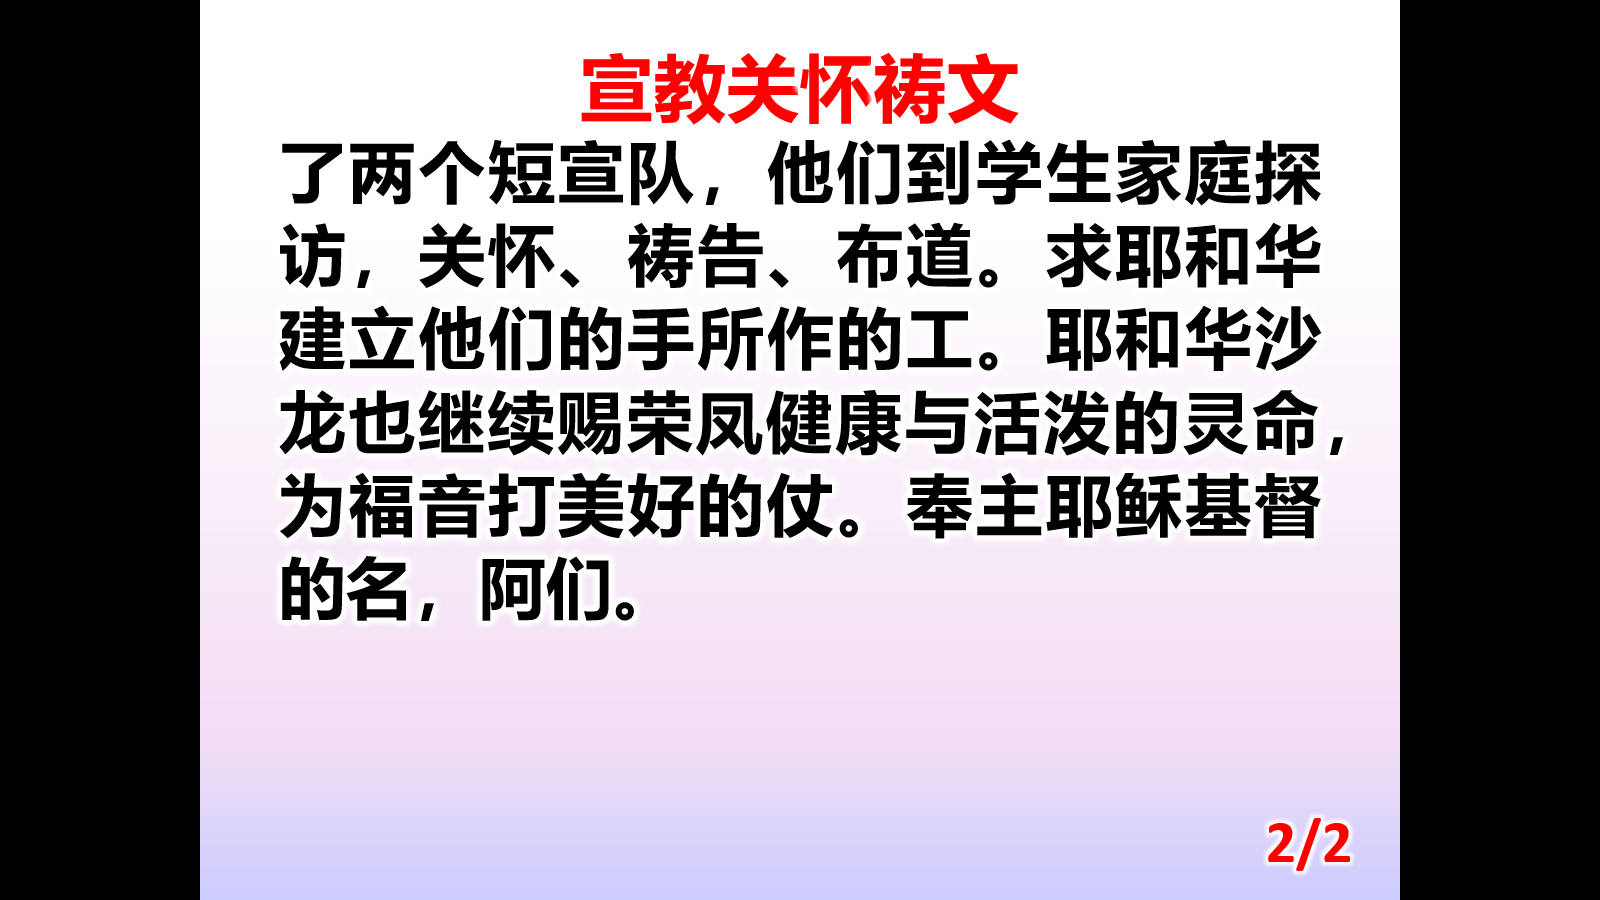 宣教关怀祷文
了两个短宣队，他们到学生家庭探
访，关怀、祷告、布道。求耶和华
建立他们的手所作的工。耶和华沙
龙也继续赐荣凤健康与活泼的灵命，
为福音打美好的仗。奉主耶稣基督
的名，阿们。
2/2